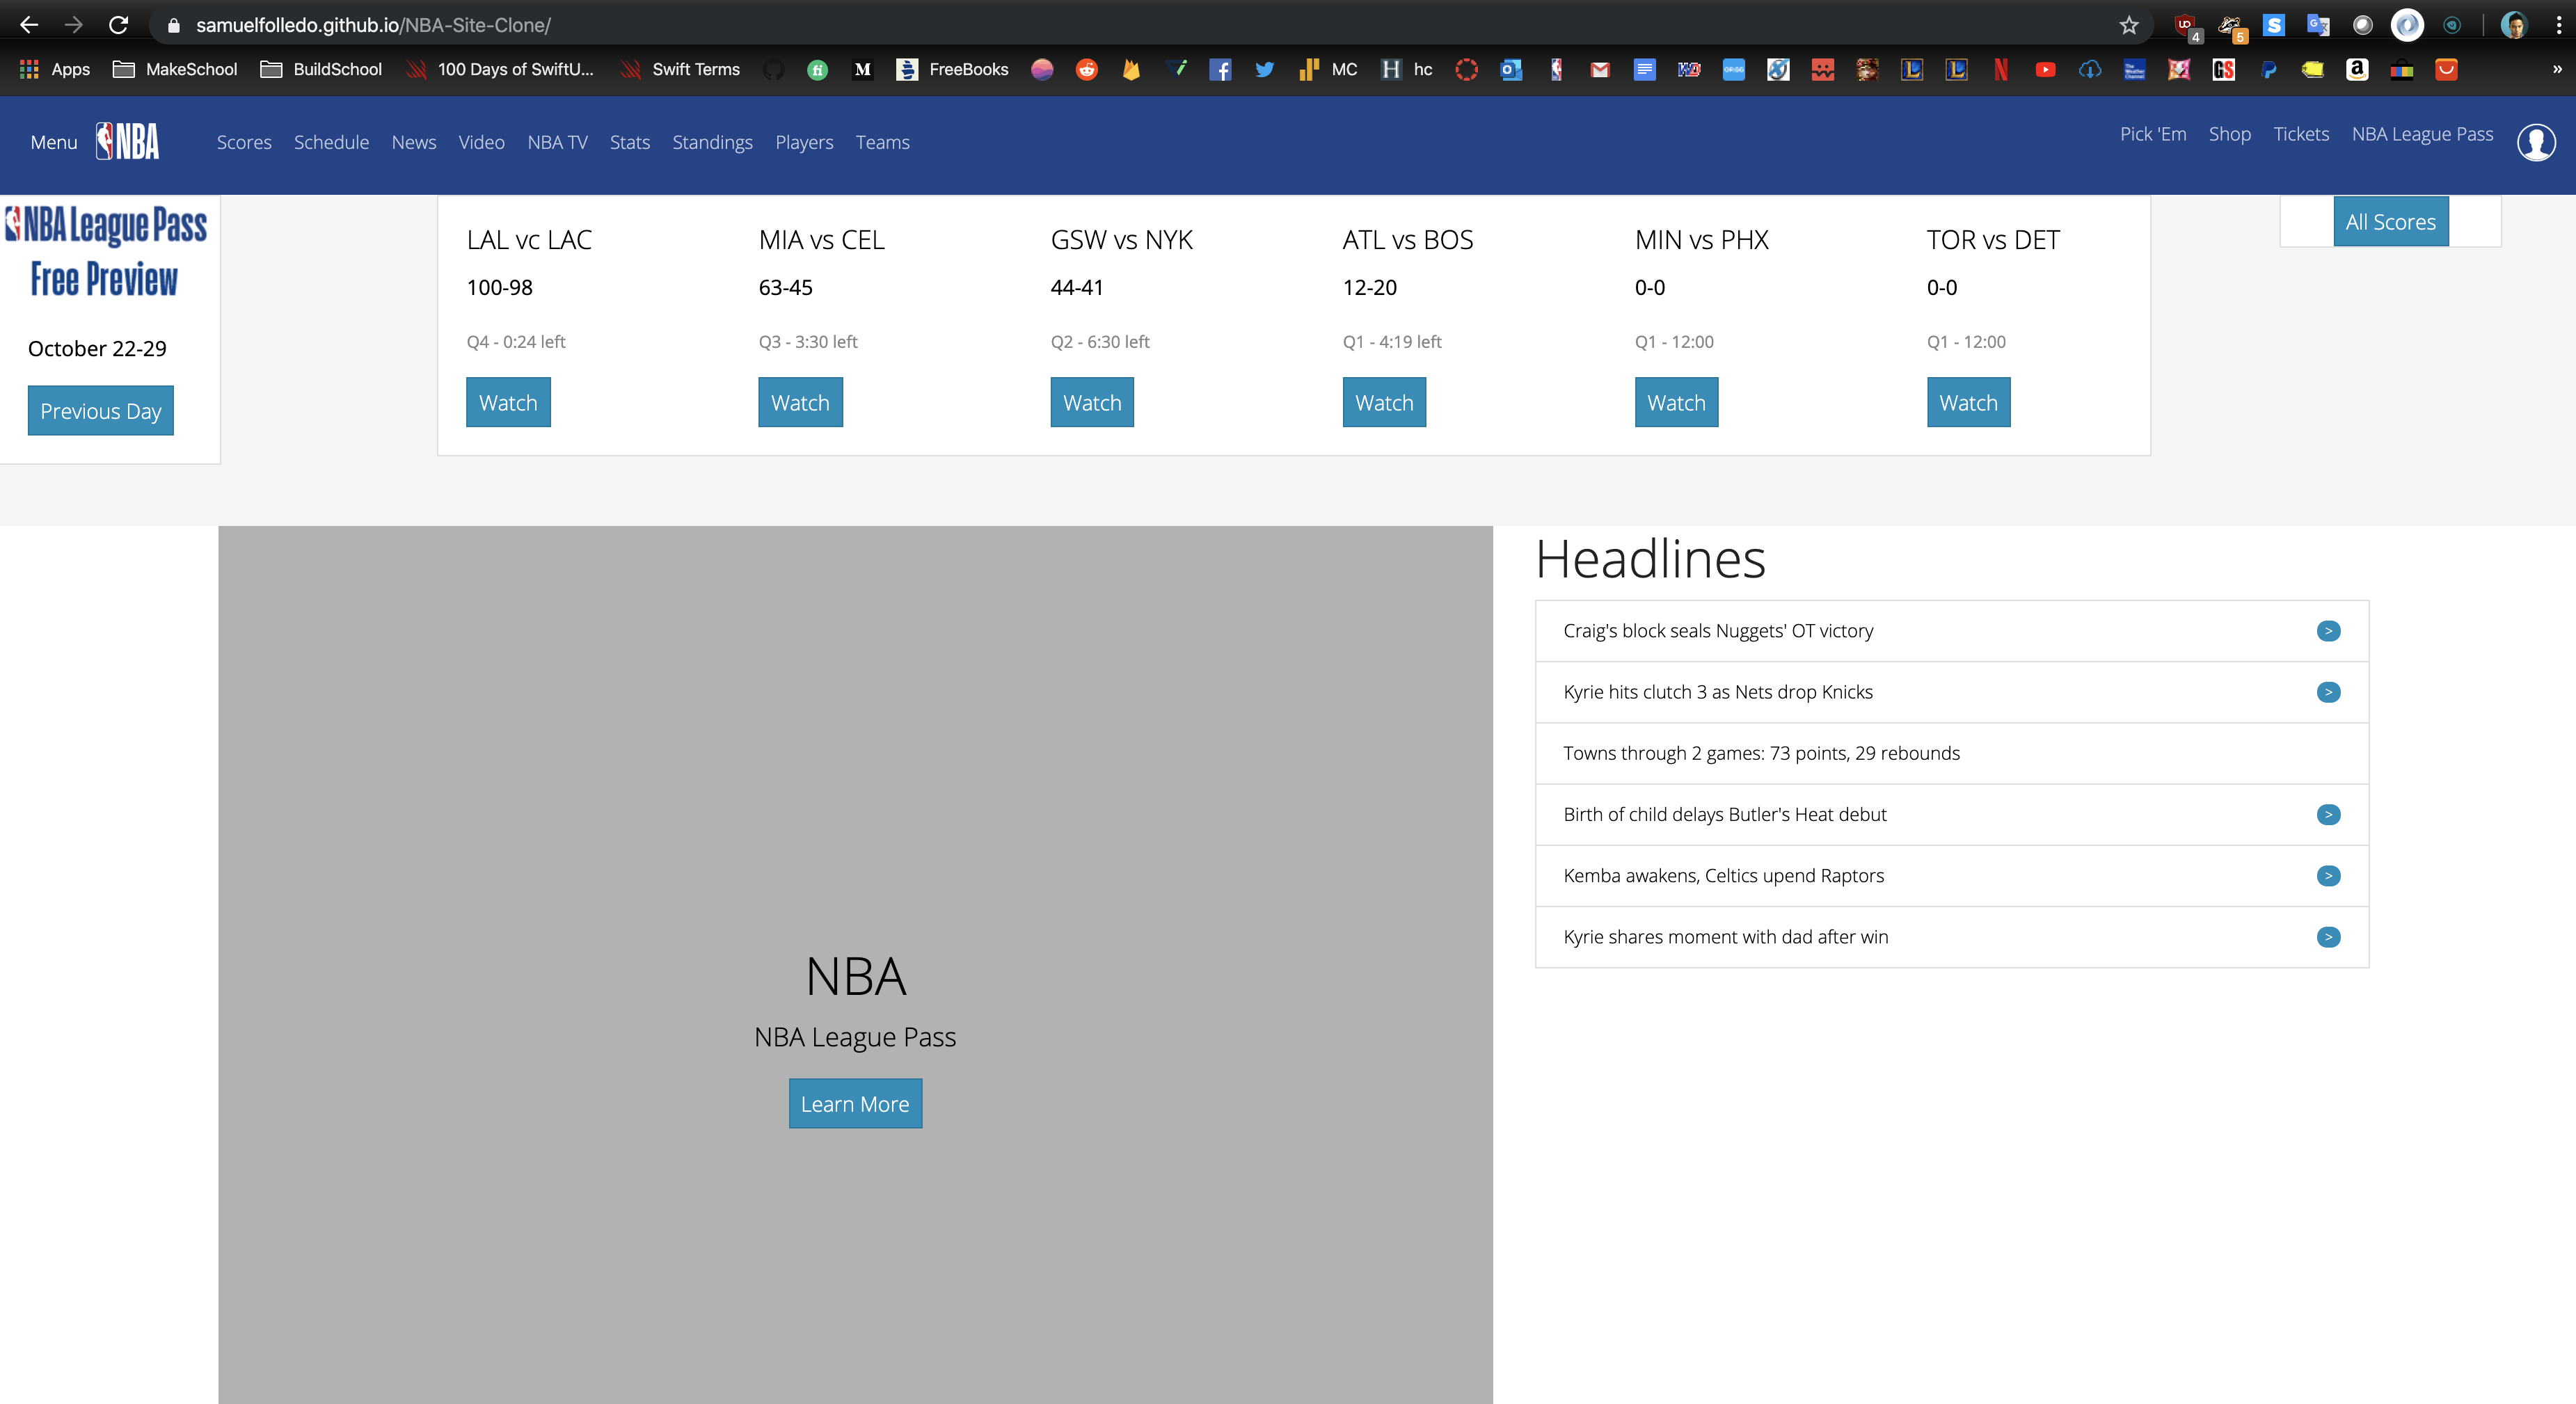 samuelfolledo.github.io/NBA-Site-Clone/
4
5
Apps MakeSchool BuildSchool 100 Days of SwiftU... Swift Terms M FreeBooks MC hc
Menu NBA Scores Schedule News Video NBA TV Stats Standings Players Teams
Pick 'Em Shop Tickets NBA League Pass
NBA League Pass
Free Preview
October 22-29
Previous Day
LAL vc LAC
100-98
Q4 - 0:24 left
Watch
MIA vs CEL
63-45
Q3 - 3:30 left
Watch
GSW vs NYK
44-41
Q2 - 6:30 left
Watch
ATL vs BOS
12-20
Q1 - 4:19 left
Watch
MIN vs PHX
0-0
Q1 - 12:00
Watch
TOR vs DET
0-0
Q1 - 12:00
Watch
All Scores
NBA
NBA League Pass
Learn More
Headlines
Craig's block seals Nuggets' OT victory >
Kyrie hits clutch 3 as Nets drop Knicks >
Towns through 2 games: 73 points, 29 rebounds
Birth of child delays Butler's Heat debut >
Kemba awakens, Celtics upend Raptors >
Kyrie shares moment with dad after win >